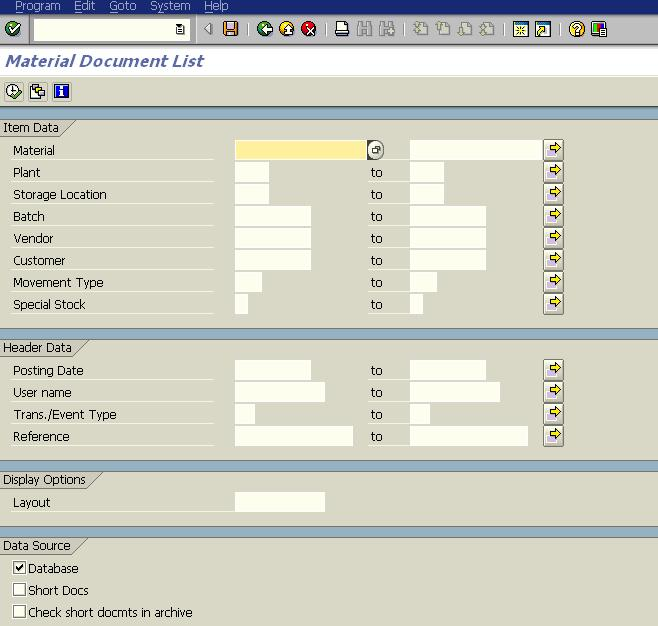 Program Edit Goto System Help
Material Document List
Item Data
Material
Plant to
Storage Location to
Batch to
Vendor to
Customer to
Movement Type to
Special Stock to
Header Data
Posting Date to
User name to
Trans./Event Type to
Reference to
Display Options
Layout
Data Source
Database
Short Docs
Check short docmts in archive